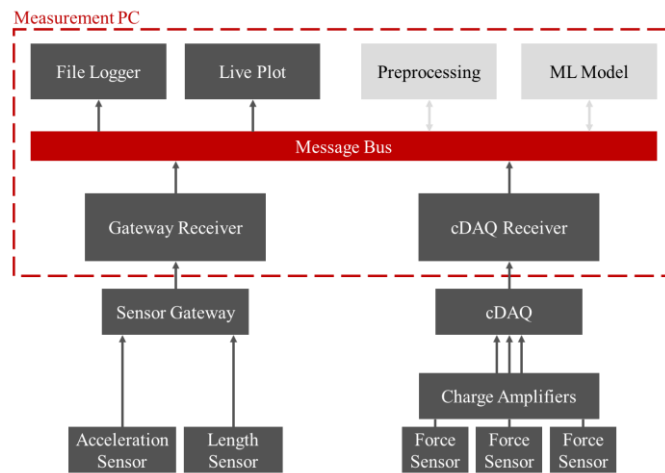 Measurement PC
File Logger
Live Plot
Preprocessing
ML Model
Message Bus
Gateway Receiver
cDAQ Receiver
Sensor Gateway
cDAQ
Charge Amplifiers
Acceleration
Sensor
Length
Sensor
Force
Sensor
Force
Sensor
Force
Sensor